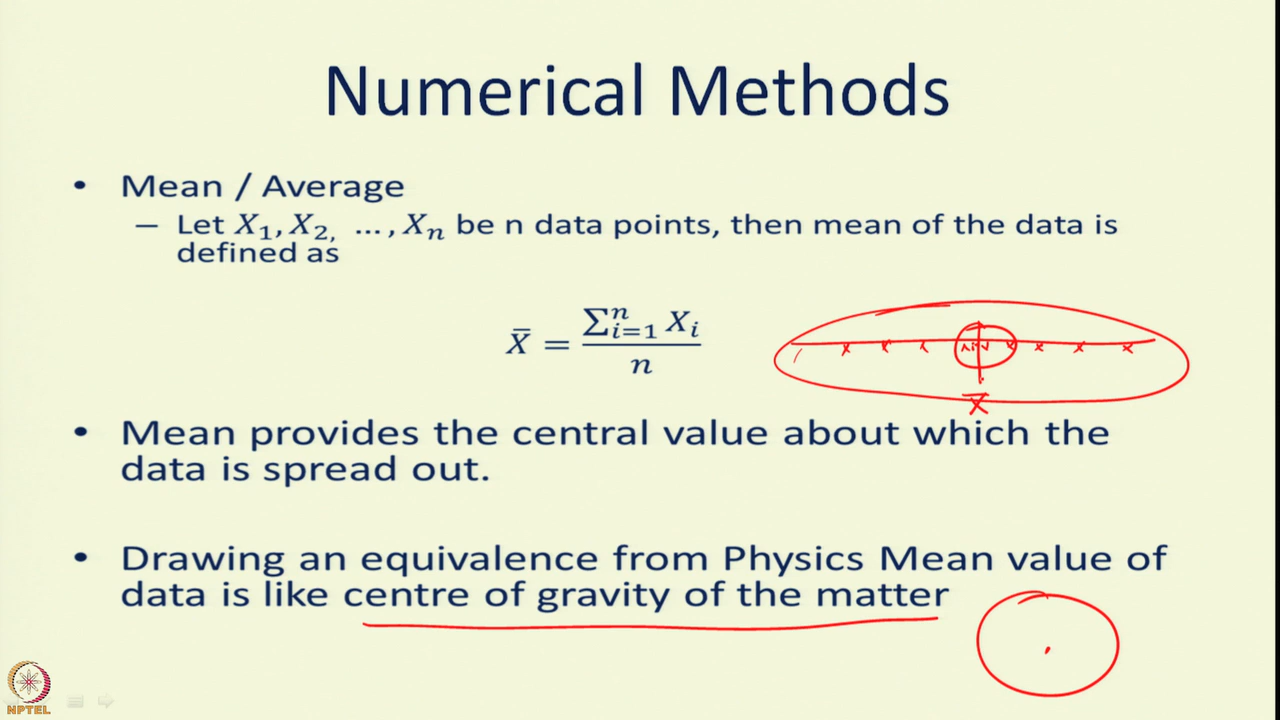 Numerical Methods
• Mean / Average
– Let X₁, X₂, …, Xₙ be n data points, then mean of the data is
defined as
X̄ = ∑ⁿᵢ₌₁ Xᵢ / n
X̄
• Mean provides the central value about which the
data is spread out.
• Drawing an equivalence from Physics Mean value of
data is like centre of gravity of the matter
NPTEL